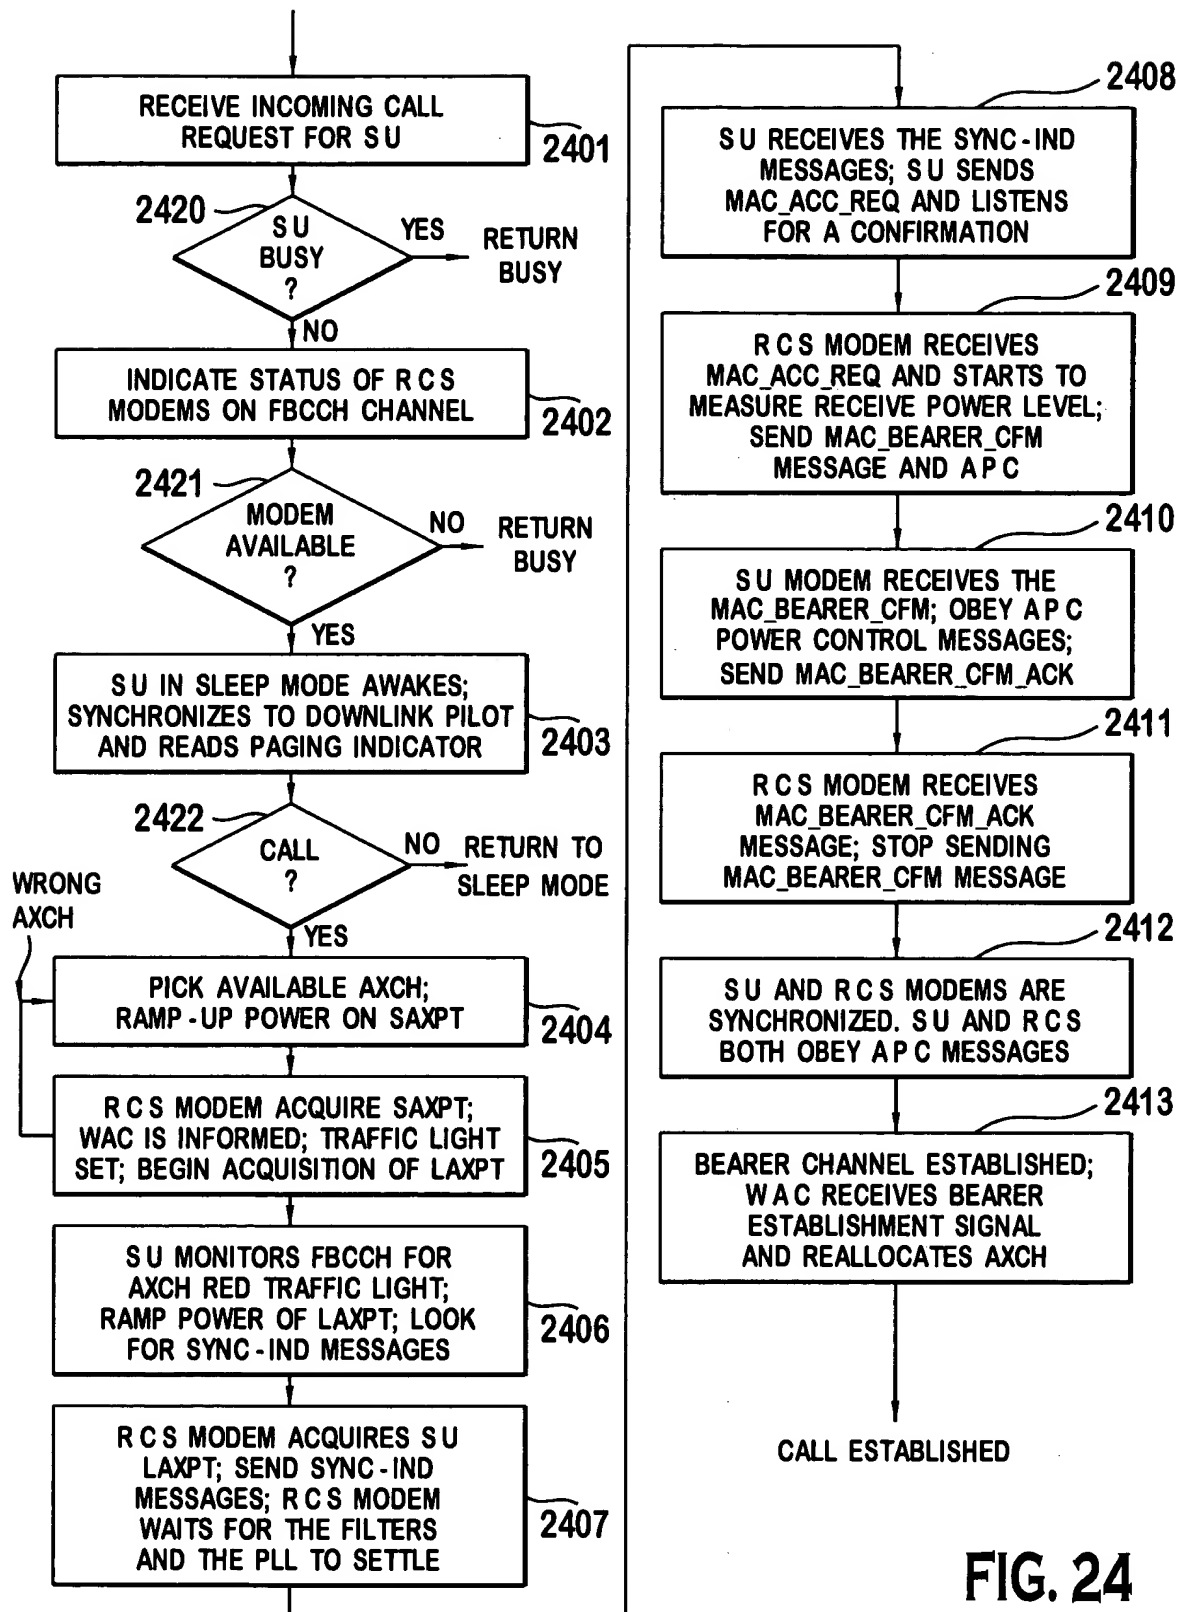 RECEIVE INCOMING CALL
REQUEST FOR SU
2401
2420
SU
BUSY
?
YES
RETURN
BUSY
NO
INDICATE STATUS OF RCS
MODEMS ON FBCCH CHANNEL
2402
2421
MODEM
AVAILABLE
?
NO
RETURN
BUSY
YES
SU IN SLEEP MODE AWAKES;
SYNCHRONIZES TO DOWNLINK PILOT
AND READS PAGING INDICATOR
2403
2422
CALL
?
NO
RETURN TO
SLEEP MODE
YES
WRONG
AXCH
PICK AVAILABLE AXCH;
RAMP-UP POWER ON SAXPT
2404
RCS MODEM ACQUIRE SAXPT;
WAC IS INFORMED; TRAFFIC LIGHT
SET; BEGIN ACQUISITION OF LAXPT
2405
SU MONITORS FBCCH FOR
AXCH RED TRAFFIC LIGHT;
RAMP POWER OF LAXPT; LOOK
FOR SYNC-IND MESSAGES
2406
RCS MODEM ACQUIRES SU
LAXPT; SEND SYNC-IND
MESSAGES; RCS MODEM
WAITS FOR THE FILTERS
AND THE PLL TO SETTLE
2407
2408
SU RECEIVES THE SYNC-IND
MESSAGES; SU SENDS
MAC_ACC_REQ AND LISTENS
FOR A CONFIRMATION
2409
RCS MODEM RECEIVES
MAC_ACC_REQ AND STARTS TO
MEASURE RECEIVE POWER LEVEL;
SEND MAC_BEARER_CFM
MESSAGE AND APC
2410
SU MODEM RECEIVES THE
MAC_BEARER_CFM; OBEY APC
POWER CONTROL MESSAGES;
SEND MAC_BEARER_CFM_ACK
2411
RCS MODEM RECEIVES
MAC_BEARER_CFM_ACK
MESSAGE; STOP SENDING
MAC_BEARER_CFM MESSAGE
2412
SU AND RCS MODEMS ARE
SYNCHRONIZED. SU AND RCS
BOTH OBEY APC MESSAGES
2413
BEARER CHANNEL ESTABLISHED;
WAC RECEIVES BEARER
ESTABLISHMENT SIGNAL
AND REALLOCATES AXCH
CALL ESTABLISHED
FIG. 24